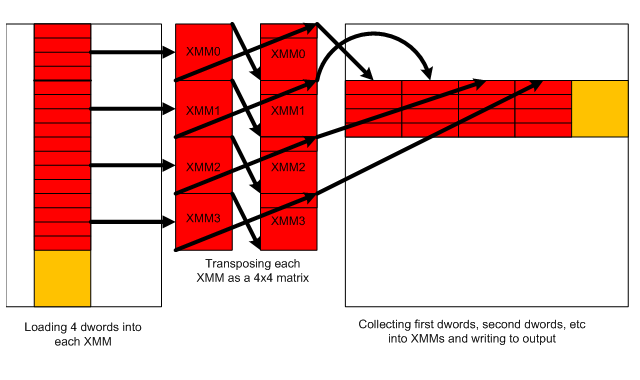 XMM0
XMM1
XMM2
XMM3
XMM0
XMM1
XMM2
XMM3
Transposing each
XMM as a 4x4 matrix
Loading 4 dwords into
each XMM
Collecting first dwords, second dwords, etc
into XMMs and writing to output